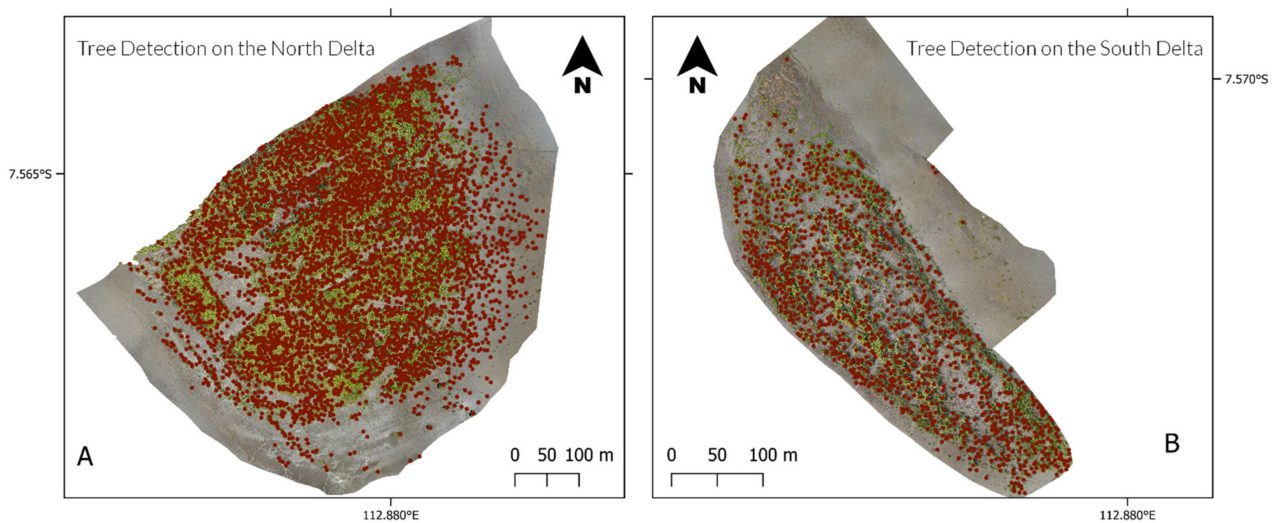 Tree Detection on the North Delta
N
7.565°S
A
0 50 100 m
112.880°E
Tree Detection on the South Delta
N
7.570°S
B
0 50 100 m
112.880°E